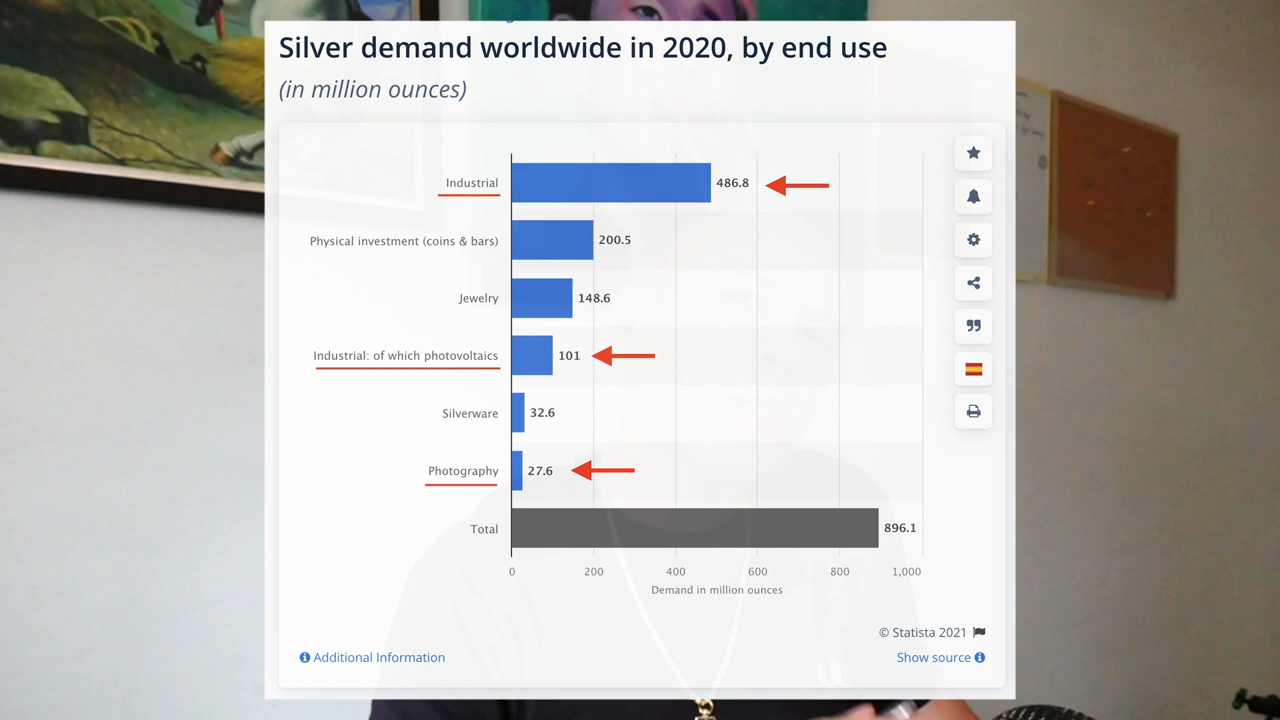 Silver demand worldwide in 2020, by end use
(in million ounces)
Industrial 486.8
Physical investment (coins & bars) 200.5
Jewelry 148.6
Industrial: of which photovoltaics 101
Silverware 32.6
Photography 27.6
Total 896.1
0 200 400 600 800 1,000
Demand in million ounces
© Statista 2021
Additional Information
Show source